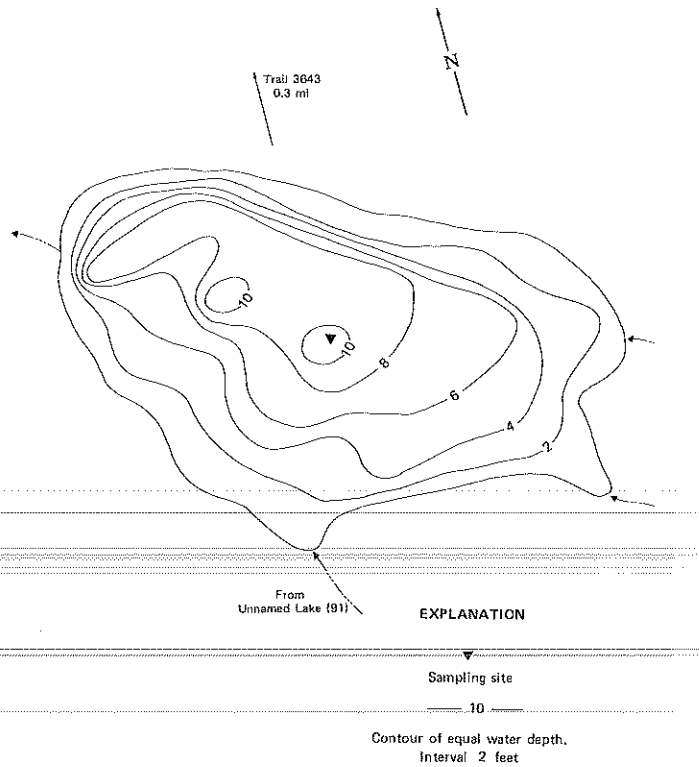 N
Trail 3643
0.3 mi
10
10
8
6
4
2
From
Unnamed Lake (91)
EXPLANATION
Sampling site
10
Contour of equal water depth.
Interval 2 feet